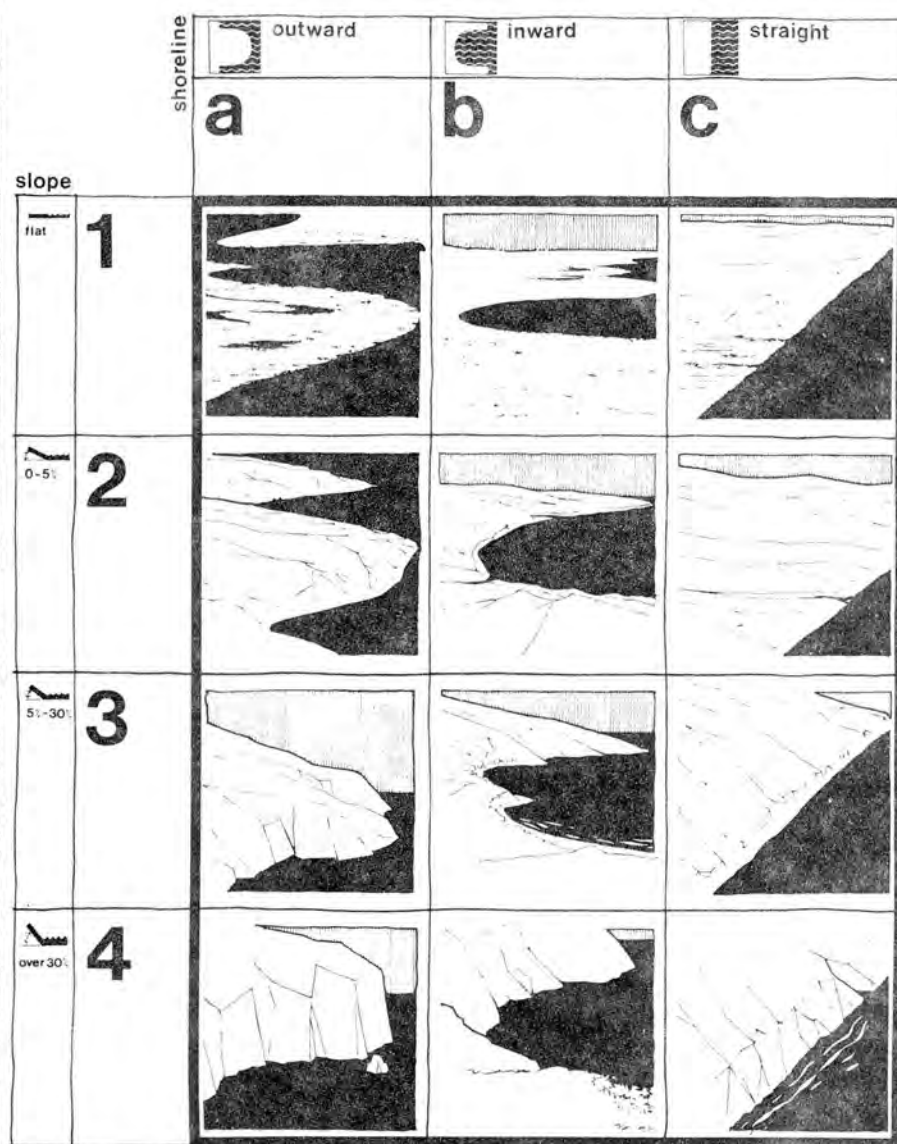 shoreline
outward
inward
straight
a
b
c
slope
flat
1
0-5%
2
5%-30%
3
over 30%
4